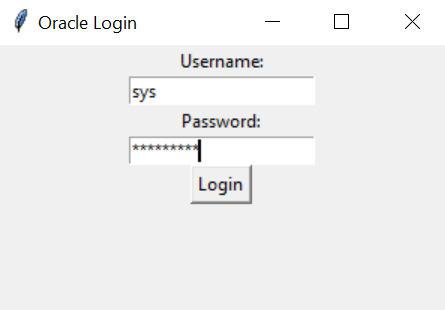 Oracle Login
Username:
sys
Password:
*********
Login